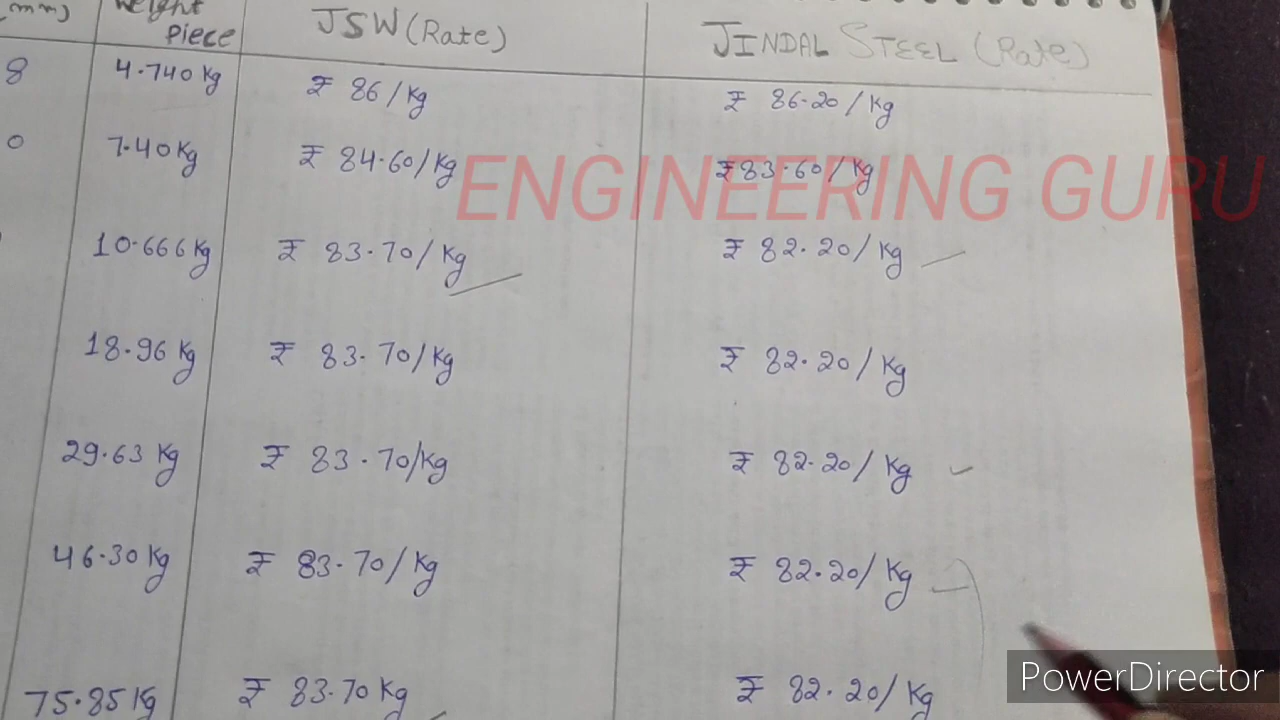 (mm) Weight JSW (Rate) JINDAL STEEL (Rate)
Piece
8 4.740 Kg ₹ 86/Kg ₹ 86.20/Kg
0 7.40 Kg ₹ 84.60/Kg ₹ 83.60/Kg
ENGINEERING GURU
10.666 Kg ₹ 83.70/Kg ₹ 82.20/Kg
18.96 Kg ₹ 83.70/Kg ₹ 82.20/Kg
29.63 Kg ₹ 83.70/Kg ₹ 82.20/Kg
46.30 Kg ₹ 83.70/Kg ₹ 82.20/Kg
75.85 Kg ₹ 83.70 Kg ₹ 82.20/Kg
PowerDirector